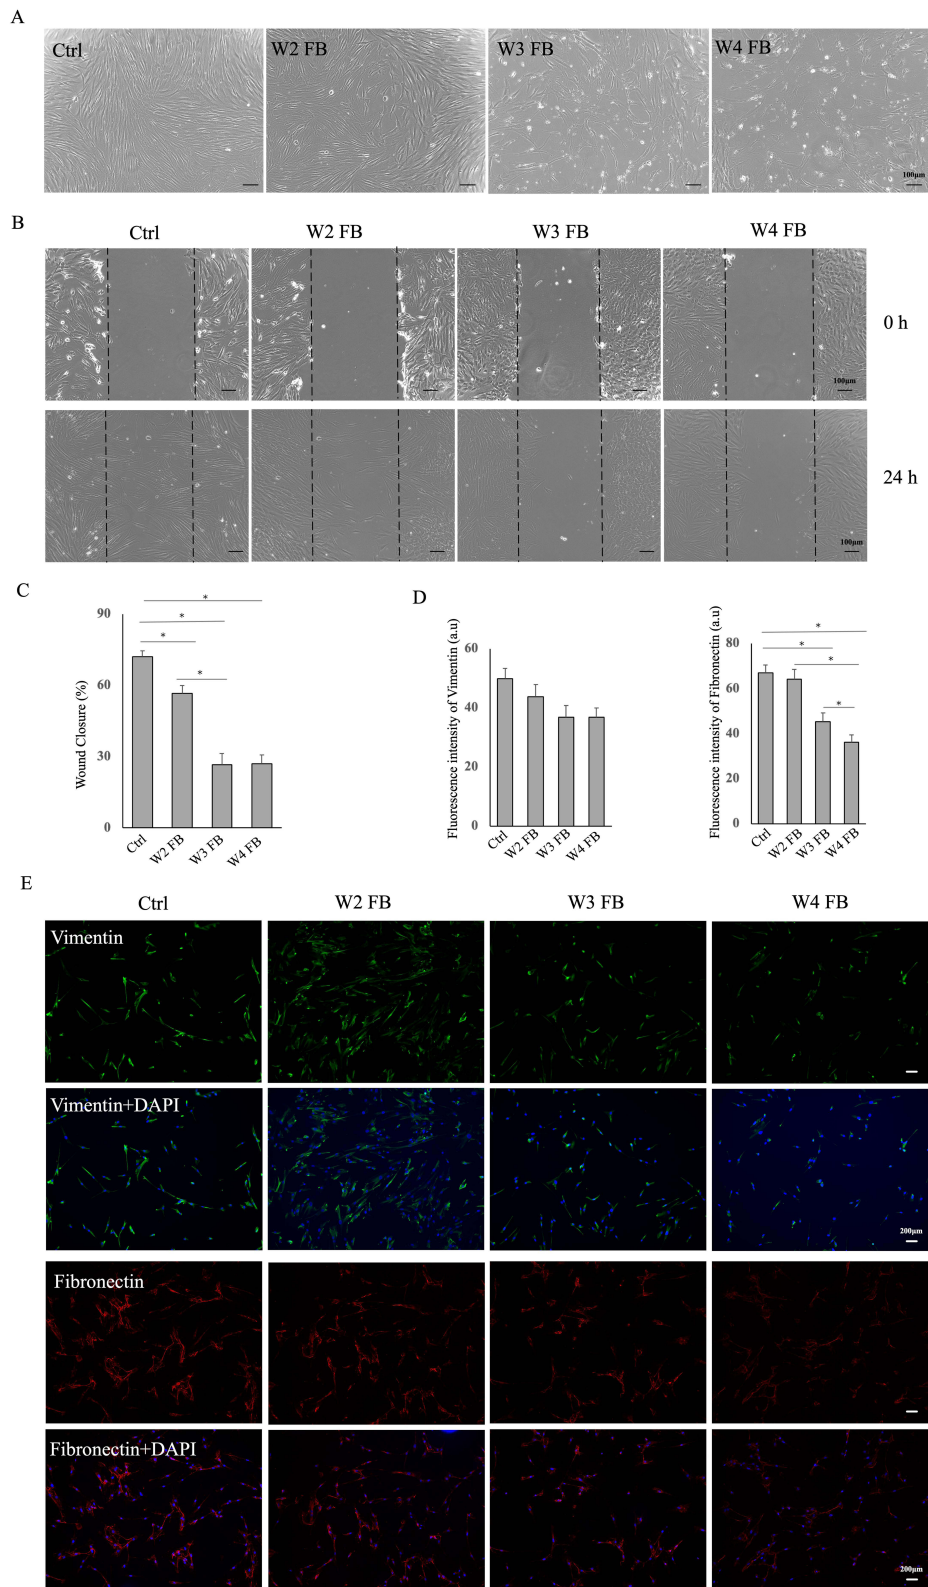 A
Ctrl
W2 FB
W3 FB
W4 FB
100μm
B
Ctrl
W2 FB
W3 FB
W4 FB
0 h
100μm
24 h
100μm
C
*
*
*
*
90
60
30
0
Wound Closure (%)
Ctrl
W2 FB
W3 FB
W4 FB
D
60
40
20
0
Fluorescence intensity of Vimentin (a.u)
Ctrl
W2 FB
W3 FB
W4 FB
*
*
*
*
80
60
40
20
0
Fluorescence intensity of Fibronectin (a.u)
Ctrl
W2 FB
W3 FB
W4 FB
E
Ctrl
W2 FB
W3 FB
W4 FB
Vimentin
Vimentin+DAPI
200μm
Fibronectin
Fibronectin+DAPI
200μm